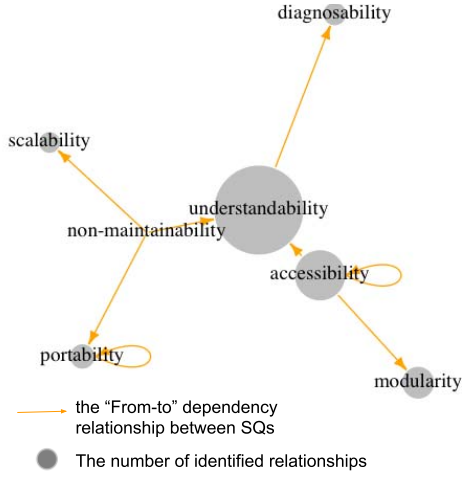 diagnosability
scalability
understandability
non-maintainability
accessibility
portability
modularity
the “From-to” dependency
relationship between SQs
The number of identified relationships